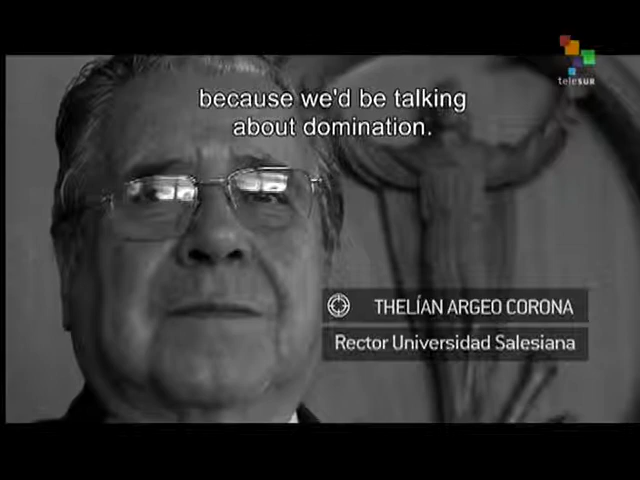 teleSUR
because we'd be talking
about domination.
THELÍAN ARGEO CORONA
Rector Universidad Salesiana